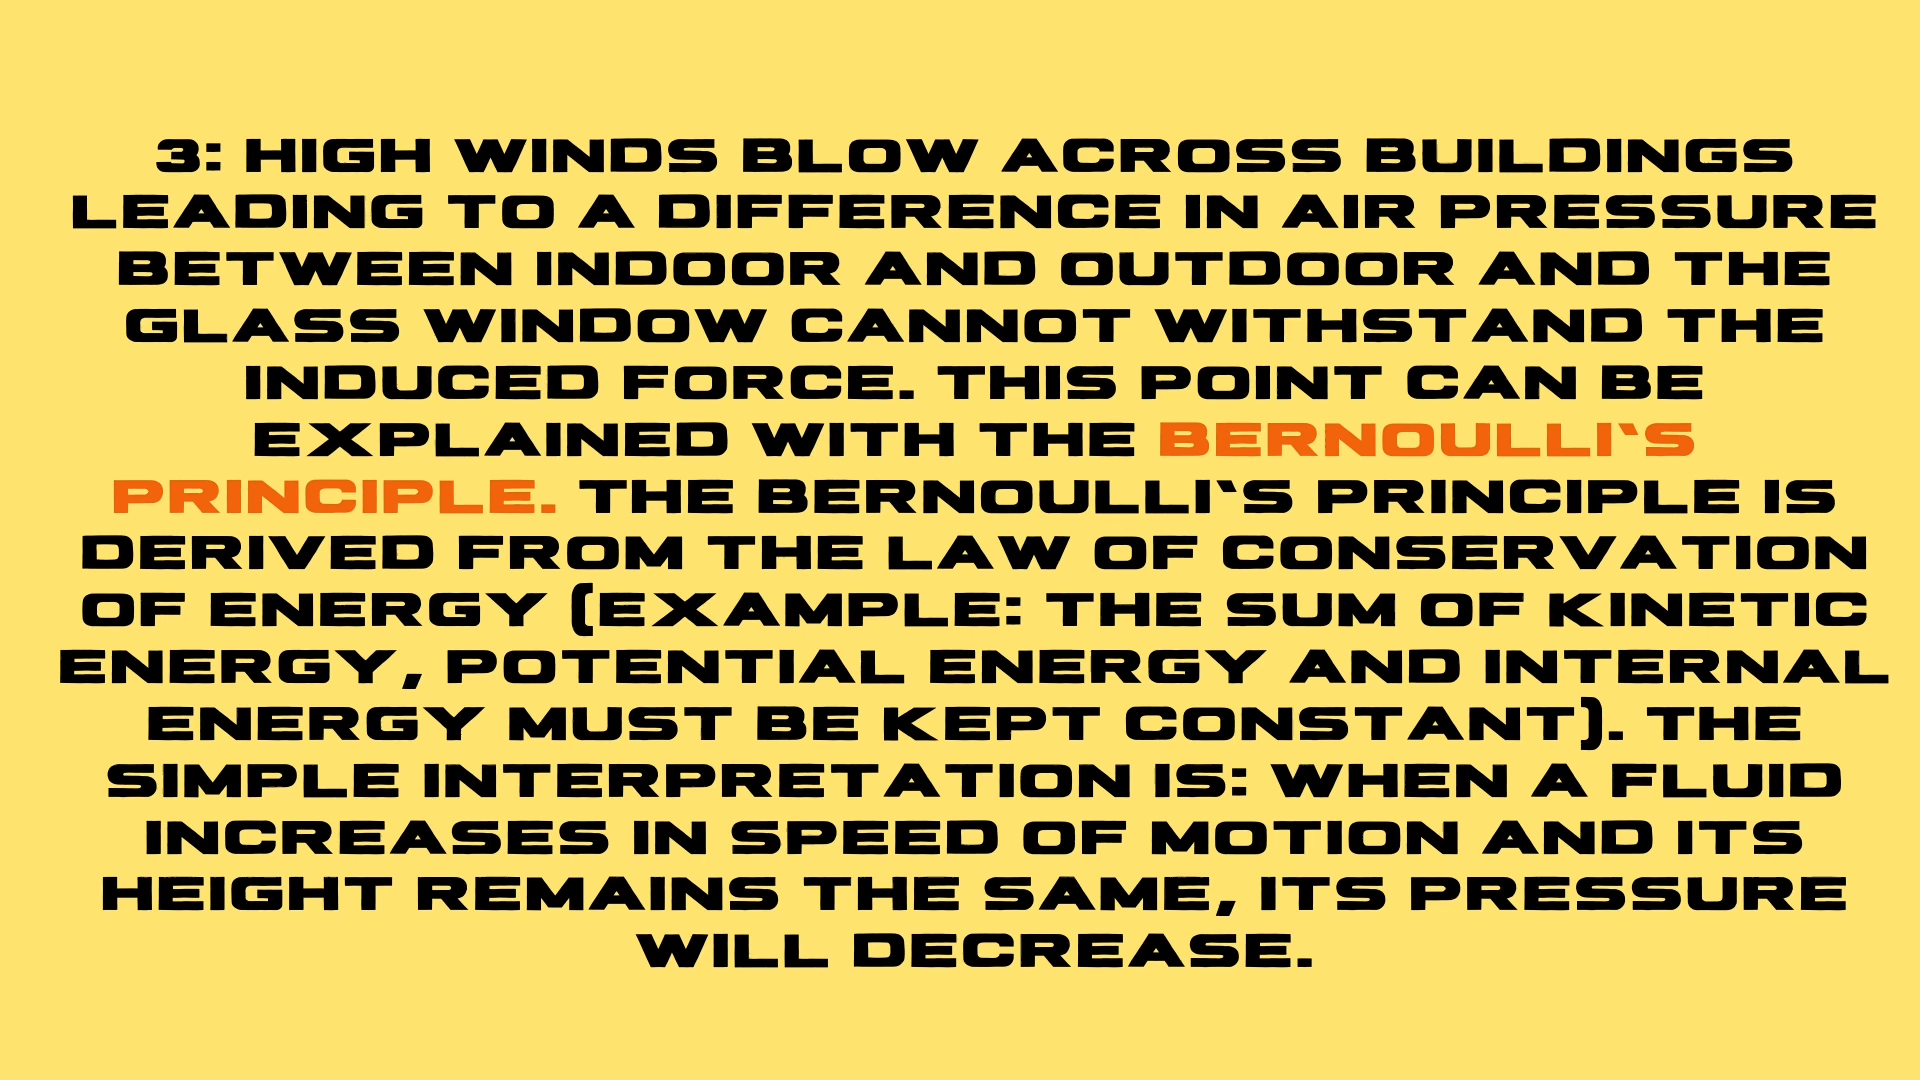 3: HIGH WINDS BLOW ACROSS BUILDINGS
LEADING TO A DIFFERENCE IN AIR PRESSURE
BETWEEN INDOOR AND OUTDOOR AND THE
GLASS WINDOW CANNOT WITHSTAND THE
INDUCED FORCE. THIS POINT CAN BE
EXPLAINED WITH THE BERNOULLI`S
PRINCIPLE. THE BERNOULLI`S PRINCIPLE IS
DERIVED FROM THE LAW OF CONSERVATION
OF ENERGY (EXAMPLE: THE SUM OF KINETIC
ENERGY, POTENTIAL ENERGY AND INTERNAL
ENERGY MUST BE KEPT CONSTANT). THE
SIMPLE INTERPRETATION IS: WHEN A FLUID
INCREASES IN SPEED OF MOTION AND ITS
HEIGHT REMAINS THE SAME, ITS PRESSURE
WILL DECREASE.